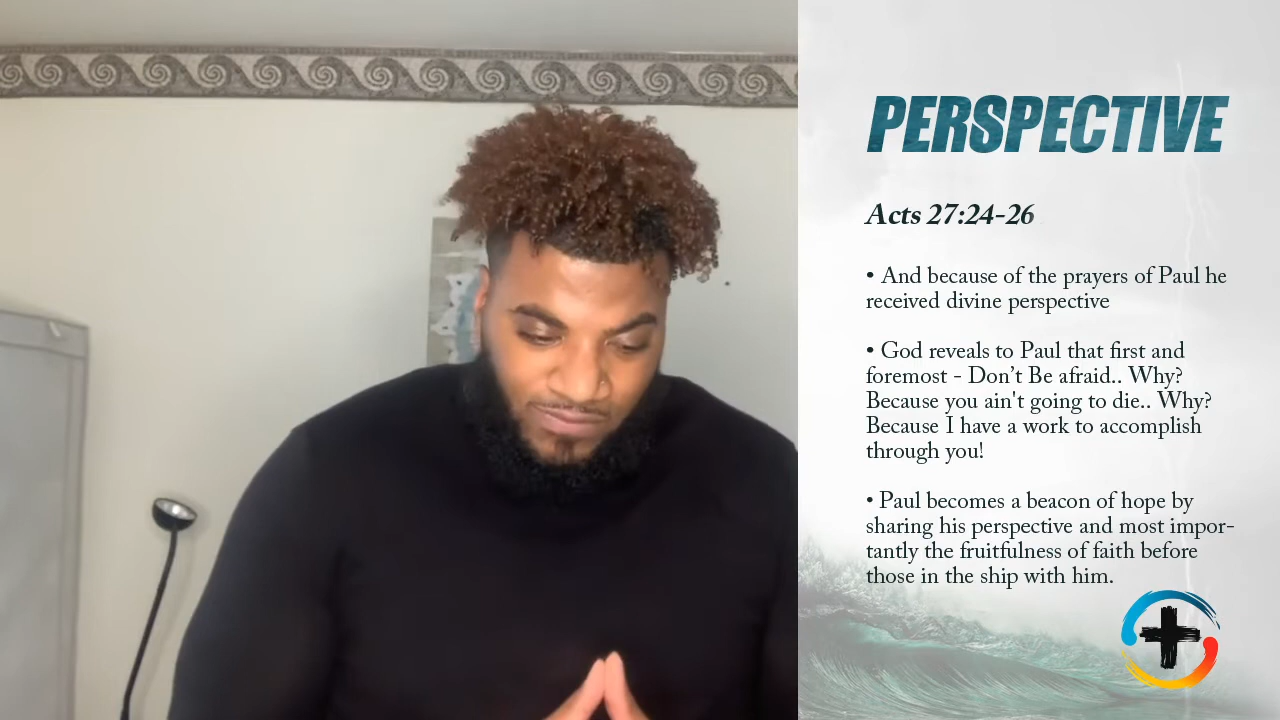 PERSPECTIVE
Acts 27:24-26
• And because of the prayers of Paul he
received divine perspective
• God reveals to Paul that first and
foremost - Don’t Be afraid.. Why?
Because you ain't going to die.. Why?
Because I have a work to accomplish
through you!
• Paul becomes a beacon of hope by
sharing his perspective and most impor-
tantly the fruitfulness of faith before
those in the ship with him.